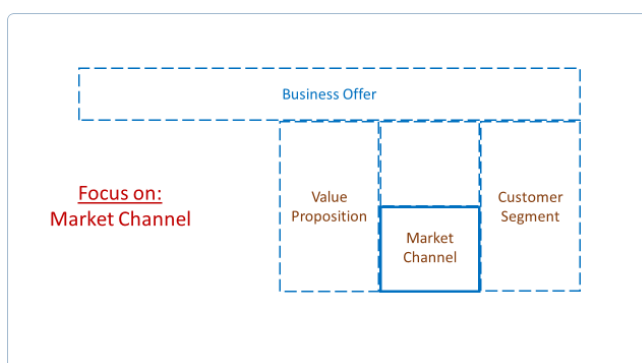 Business Offer
Focus on:
Market Channel
Value
Proposition
Market
Channel
Customer
Segment